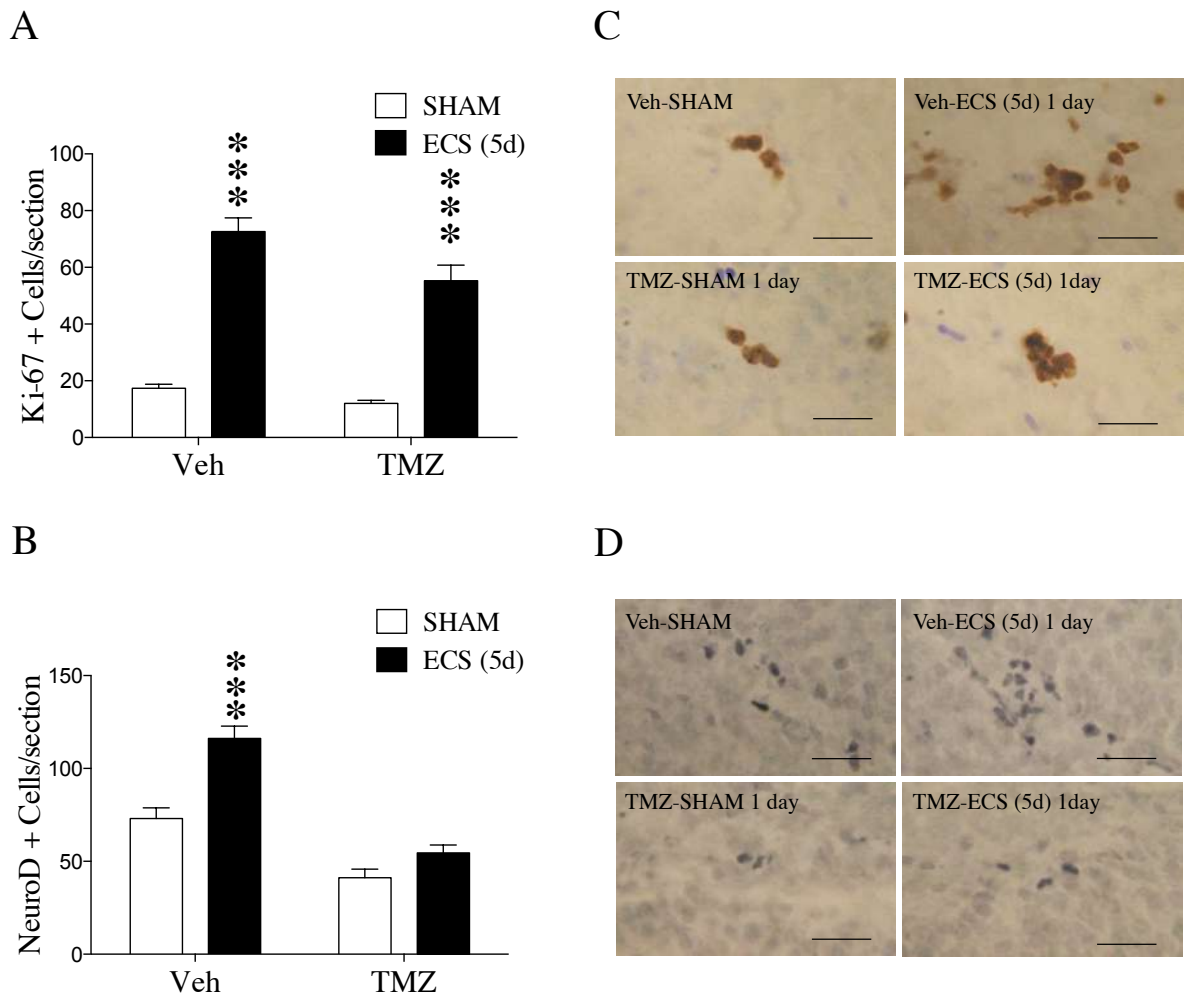 A
SHAM
ECS (5d)
***
***
100
80
60
40
20
0
Ki-67 + Cells/section
Veh
TMZ
C
Veh-SHAM
Veh-ECS (5d) 1 day
TMZ-SHAM 1 day
TMZ-ECS (5d) 1day
B
SHAM
ECS (5d)
***
150
100
50
0
NeuroD + Cells/section
Veh
TMZ
D
Veh-SHAM
Veh-ECS (5d) 1 day
TMZ-SHAM 1 day
TMZ-ECS (5d) 1day